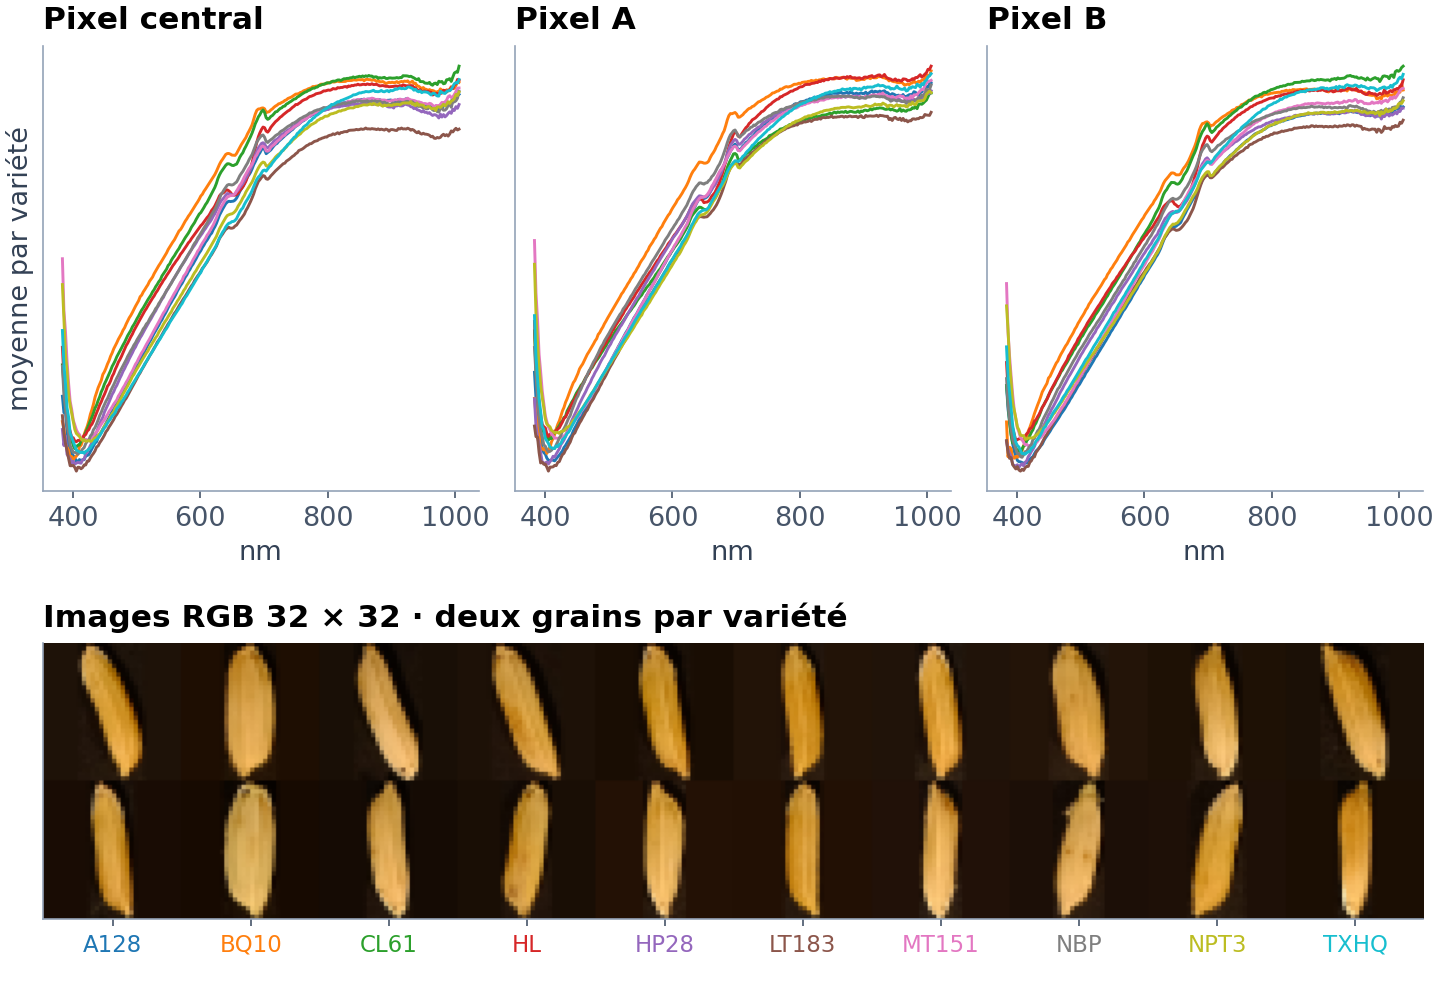 Pixel central
Pixel A
Pixel B
moyenne par variété
400 600 800 1000
400 600 800 1000
400 600 800 1000
nm
nm
nm
Images RGB 32 × 32 · deux grains par variété
A128 BQ10 CL61 HL HP28 LT183 MT151 NBP NPT3 TXHQ